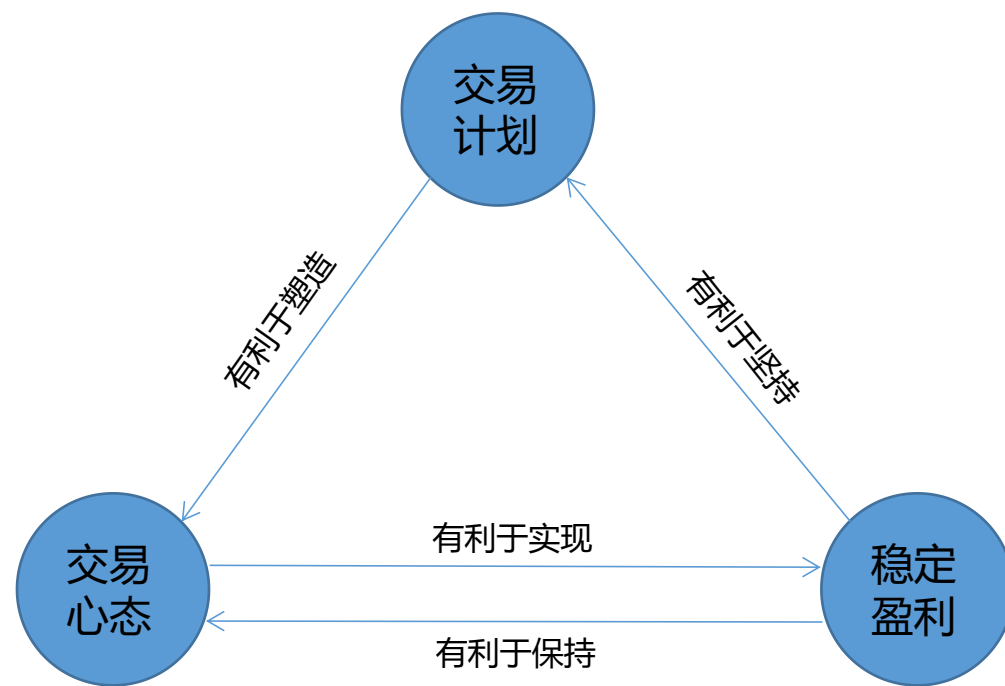 交易
计划
有利于塑造
有利于坚持
有利于实现
交易
心态
稳定
盈利
有利于保持